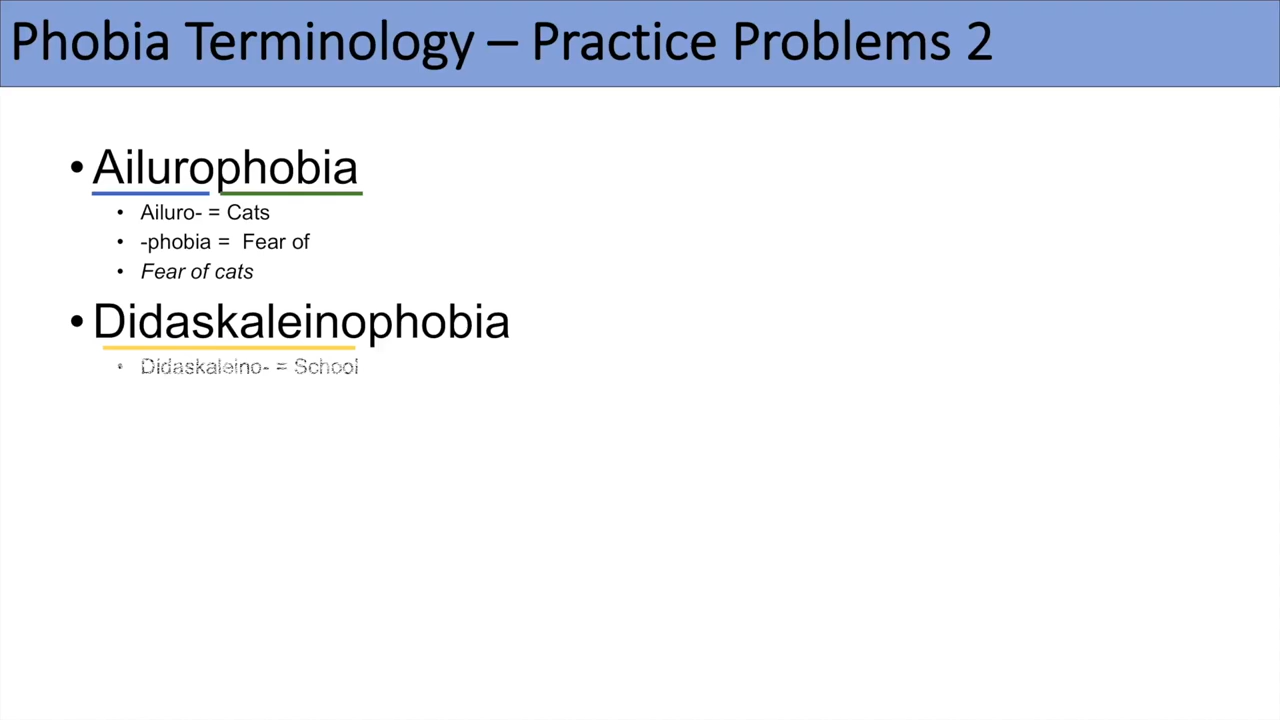 Phobia Terminology – Practice Problems 2
• Ailurophobia
• Ailuro- = Cats
• -phobia = Fear of
• Fear of cats
• Didaskaleinophobia
• Didaskaleino- = School